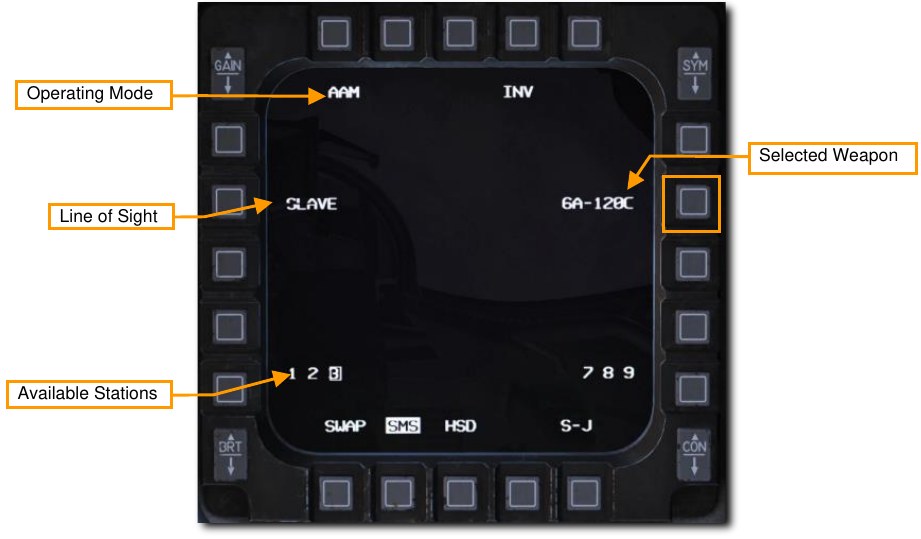 GAIN
SYM
Operating Mode
AAM
INV
Selected Weapon
Line of Sight
SLAVE
6A-120C
Available Stations
1 2 3
7 8 9
SWAP SMS HSD S-J
BRT
CON